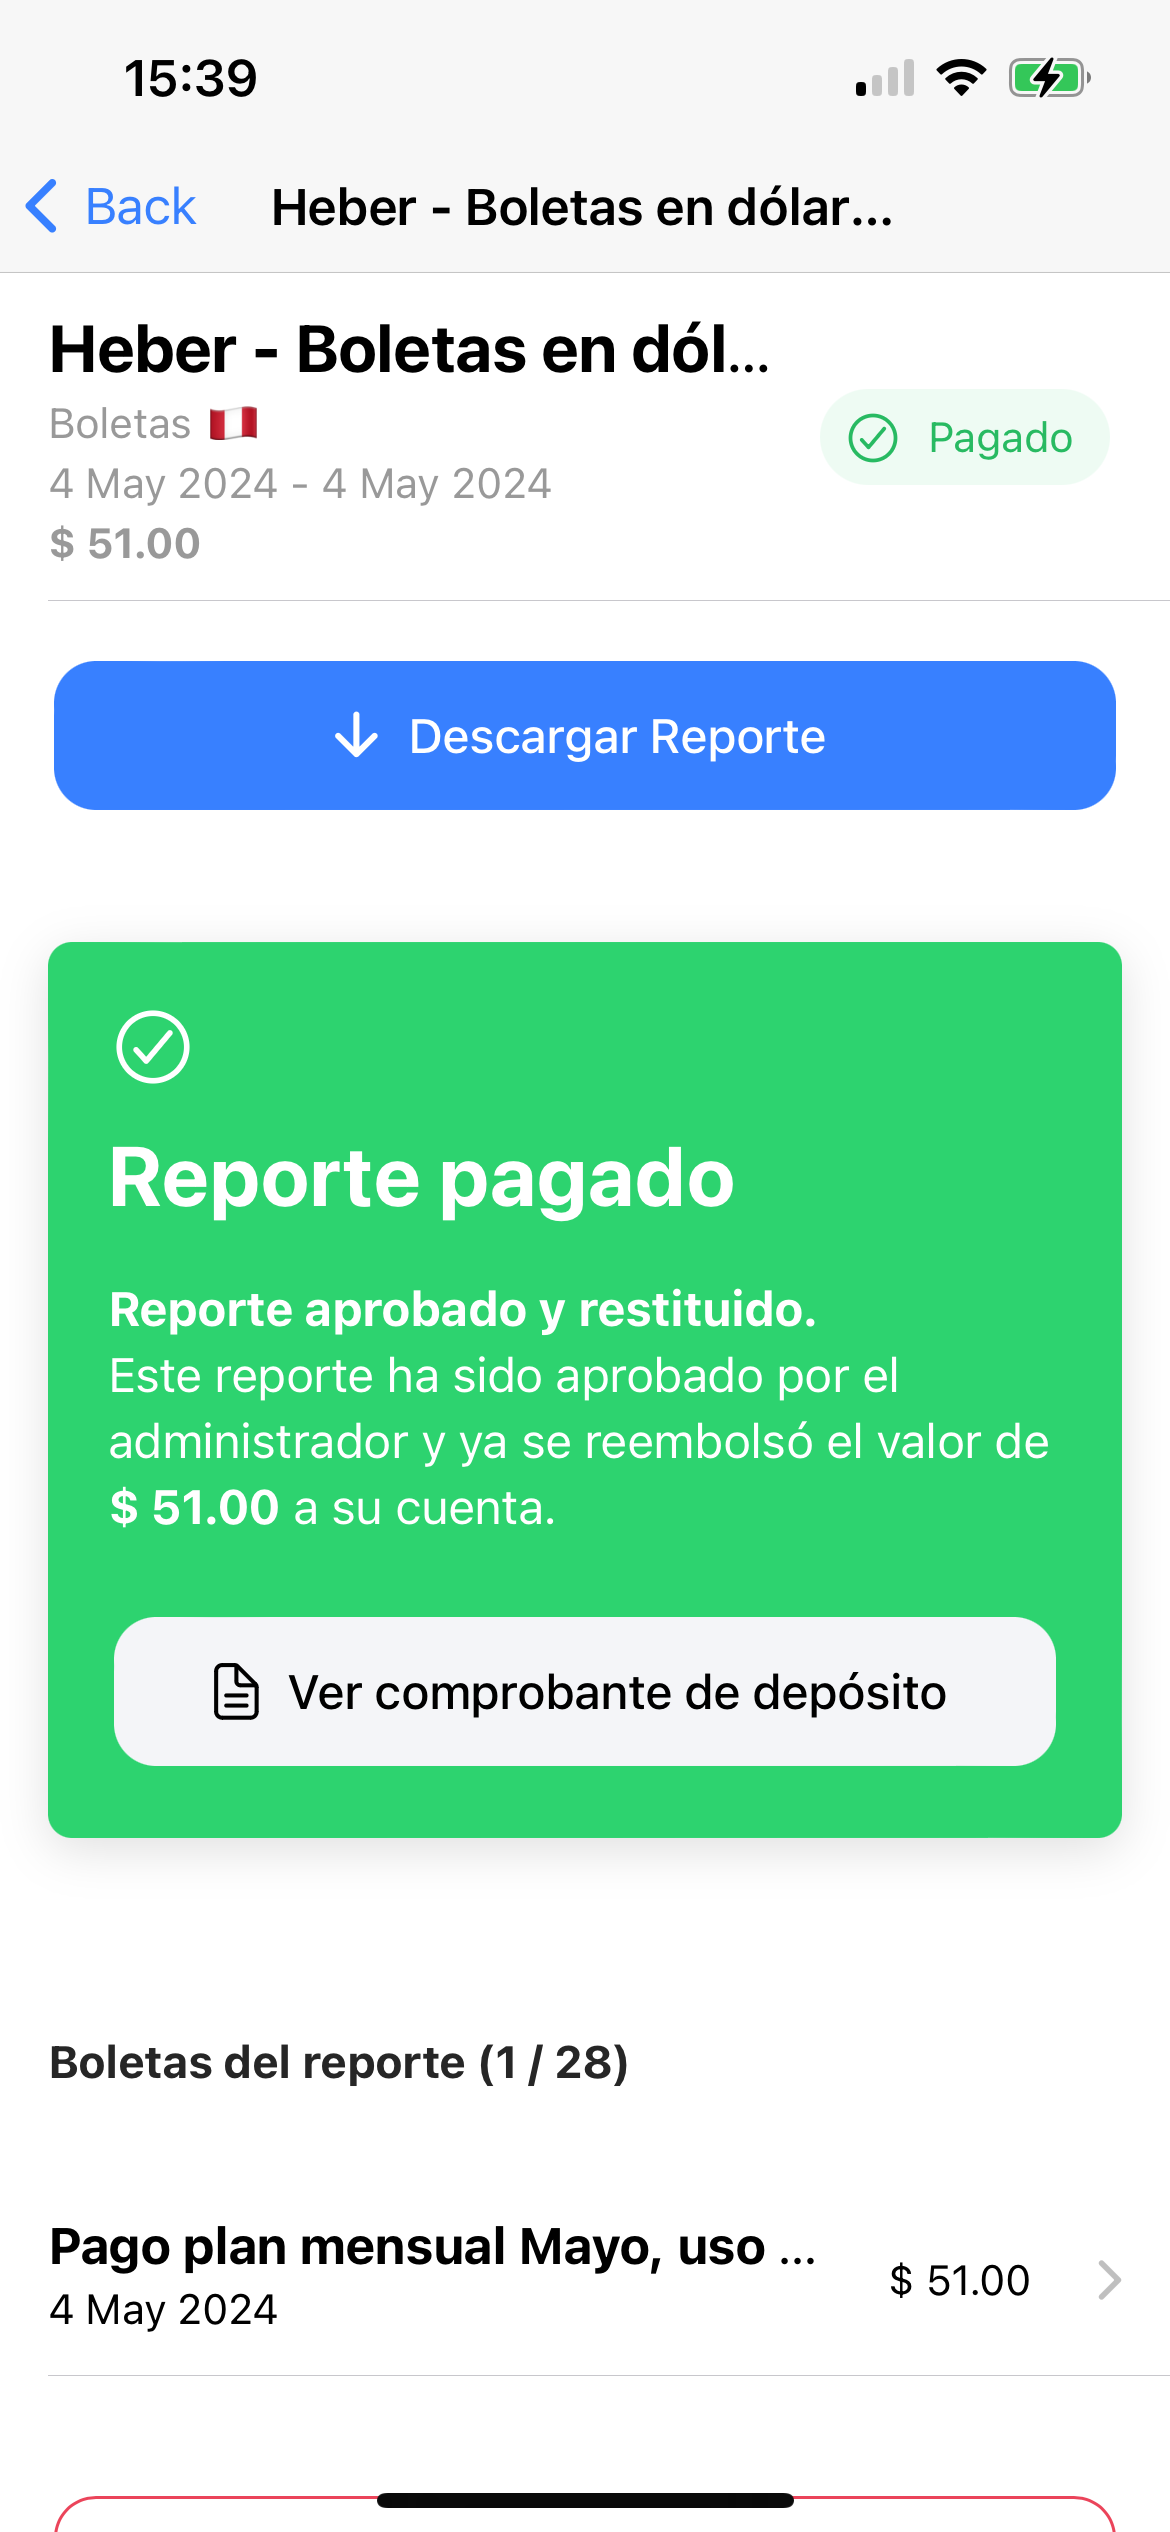 15:39
Back
Heber - Boletas en dólar...
Heber - Boletas en dól...
Boletas 🇵🇪
4 May 2024 - 4 May 2024
$ 51.00
Pagado
Descargar Reporte
Reporte pagado
Reporte aprobado y restituido.
Este reporte ha sido aprobado por el
administrador y ya se reembolsó el valor de
$ 51.00 a su cuenta.
Ver comprobante de depósito
Boletas del reporte (1 / 28)
Pago plan mensual Mayo, uso ...
4 May 2024
$ 51.00